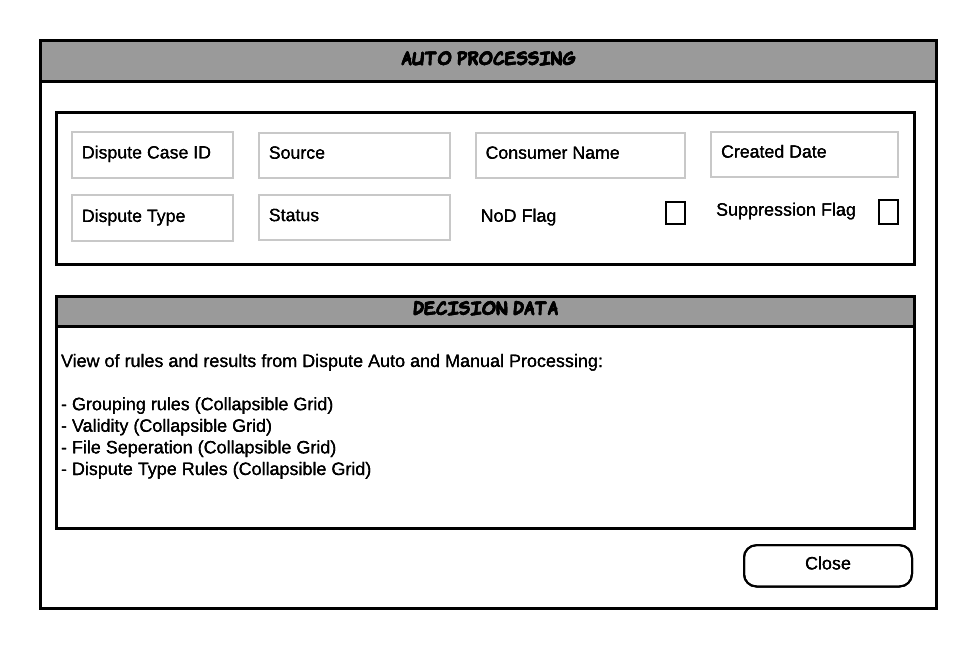 AUTO PROCESSING
Dispute Case ID
Source
Consumer Name
Created Date
Dispute Type
Status
NoD Flag
Suppression Flag
DECISION DATA
View of rules and results from Dispute Auto and Manual Processing:
- Grouping rules (Collapsible Grid)
- Validity (Collapsible Grid)
- File Seperation (Collapsible Grid)
- Dispute Type Rules (Collapsible Grid)
Close